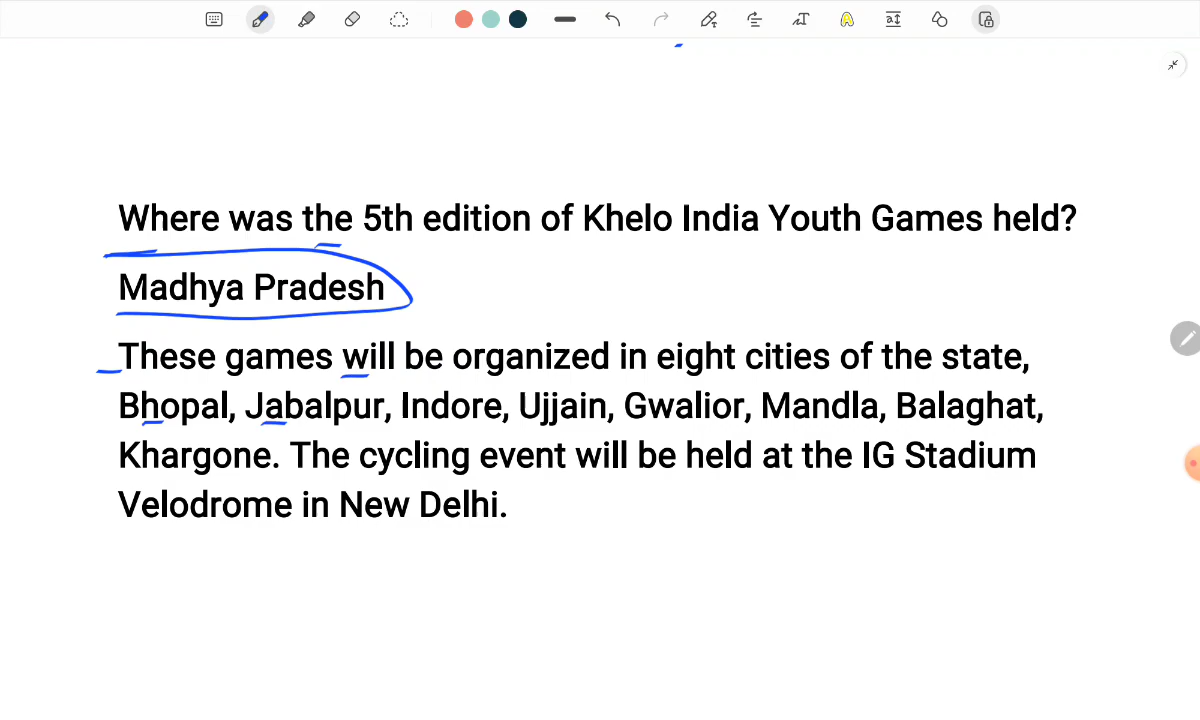 Where was the 5th edition of Khelo India Youth Games held?
Madhya Pradesh
These games will be organized in eight cities of the state,
Bhopal, Jabalpur, Indore, Ujjain, Gwalior, Mandla, Balaghat,
Khargone. The cycling event will be held at the IG Stadium
Velodrome in New Delhi.